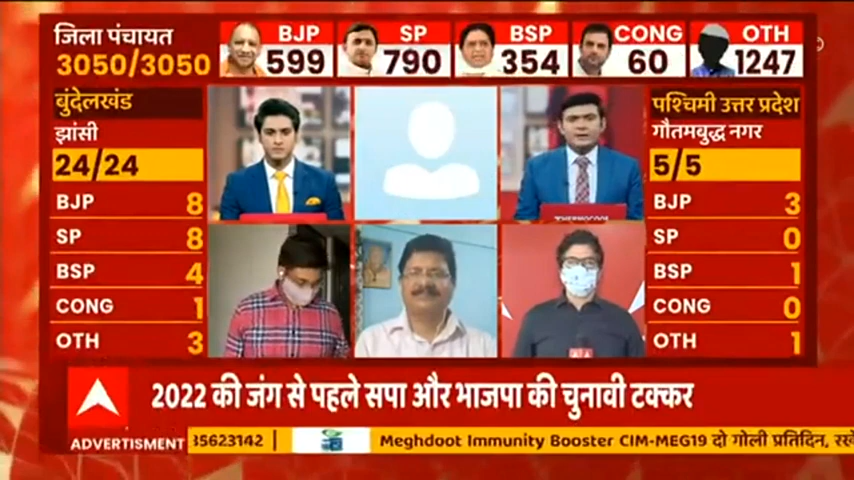 जिला पंचायत
3050/3050
BJP
599
SP
790
BSP
354
CONG
60
OTH
1247
बुंदेलखंड
झांसी
24/24
BJP 8
SP 8
BSP 4
CONG 1
OTH 3
पश्चिमी उत्तर प्रदेश
गौतमबुद्ध नगर
5/5
BJP 3
SP 0
BSP 1
CONG 0
OTH 1
THERMOCOOL
2022 की जंग से पहले सपा और भाजपा की चुनावी टक्कर
ADVERTISMENT
35623142 | Meghdoot Immunity Booster CIM-MEG19 दो गोली प्रतिदिन, रखे